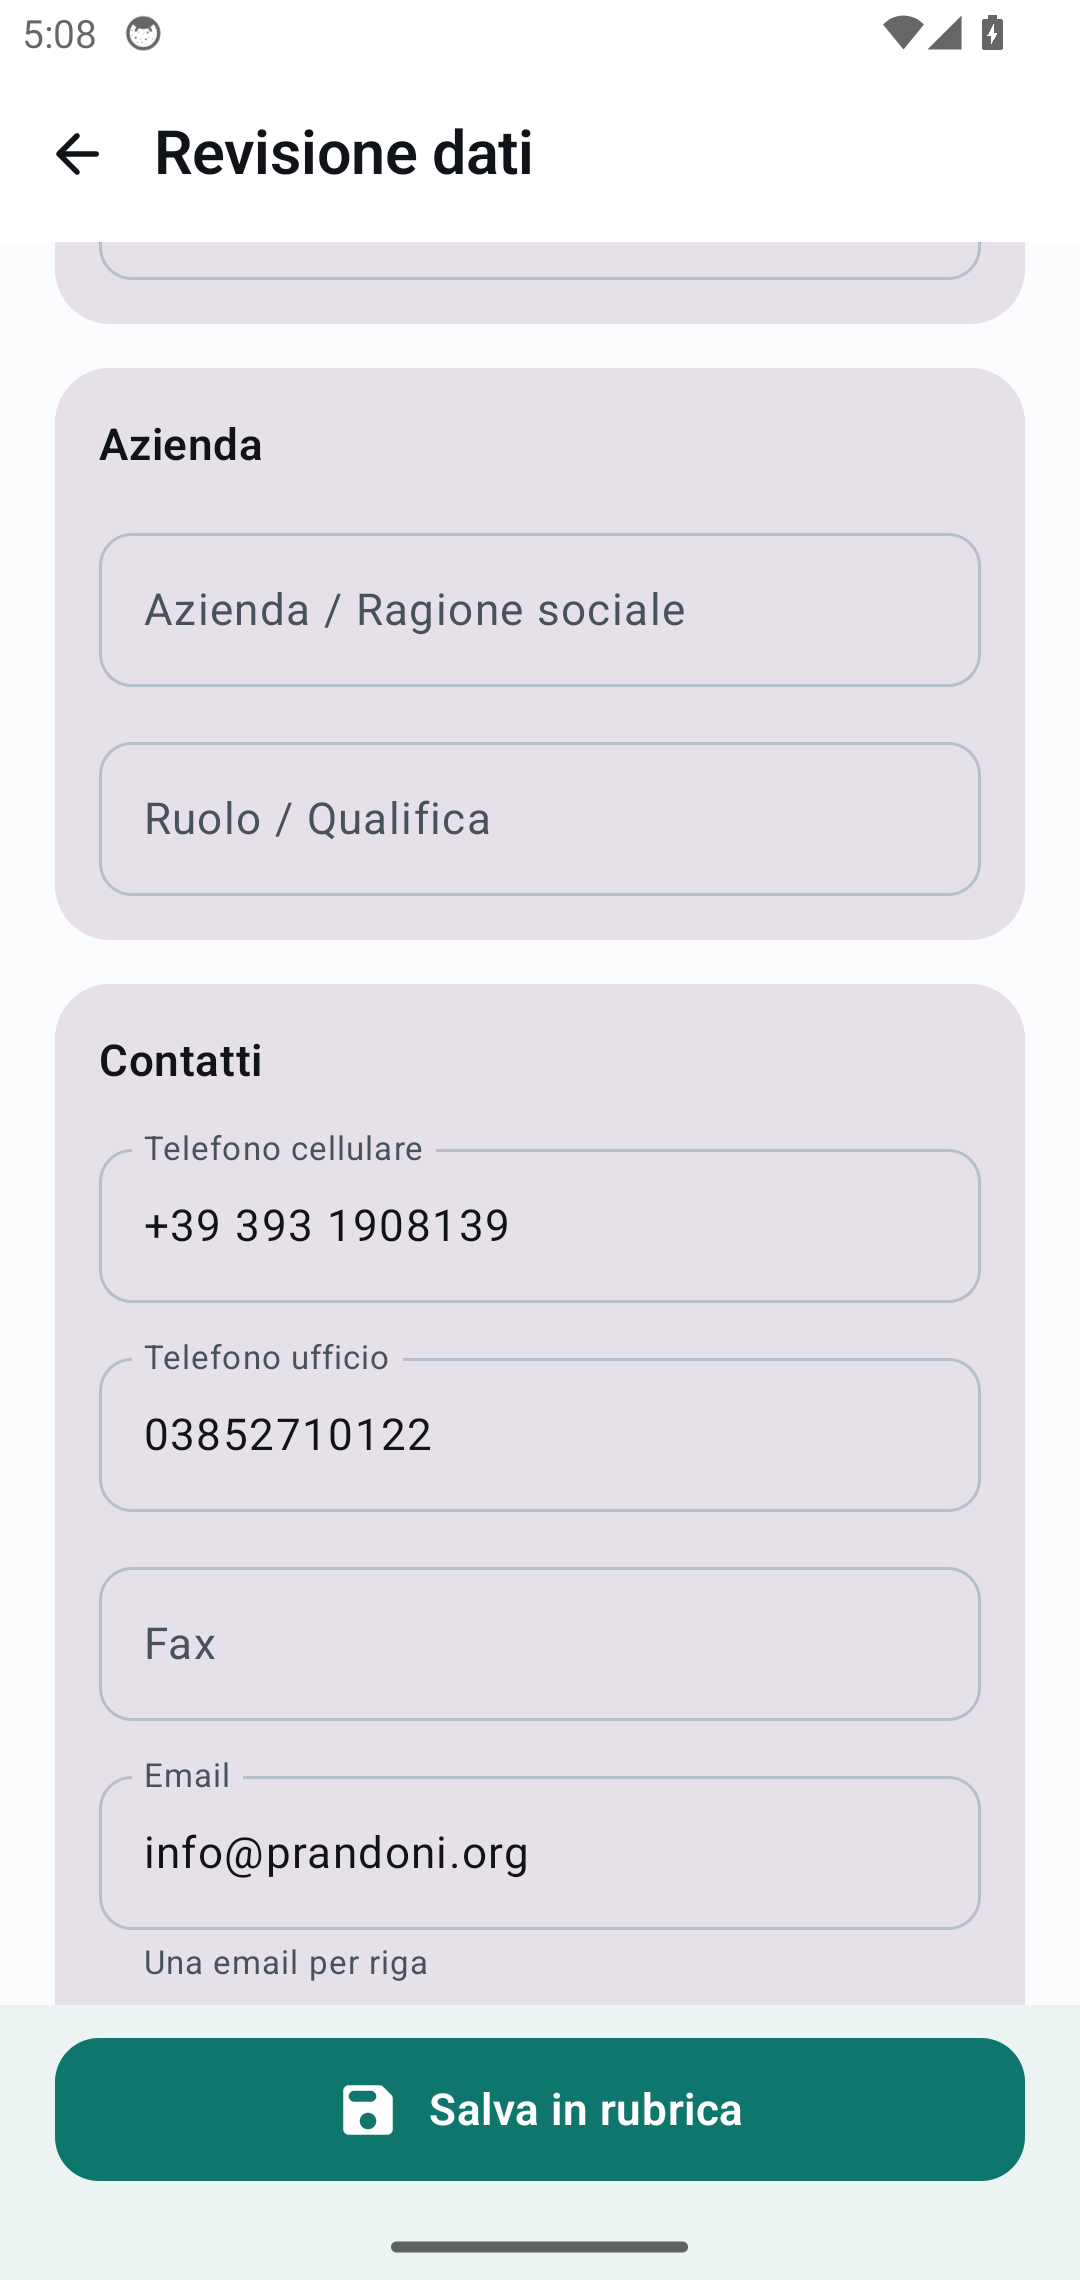 5:08
Revisione dati
Azienda
Azienda / Ragione sociale
Ruolo / Qualifica
Contatti
Telefono cellulare
+39 393 1908139
Telefono ufficio
03852710122
Fax
Email
info@prandoni.org
Una email per riga
Salva in rubrica